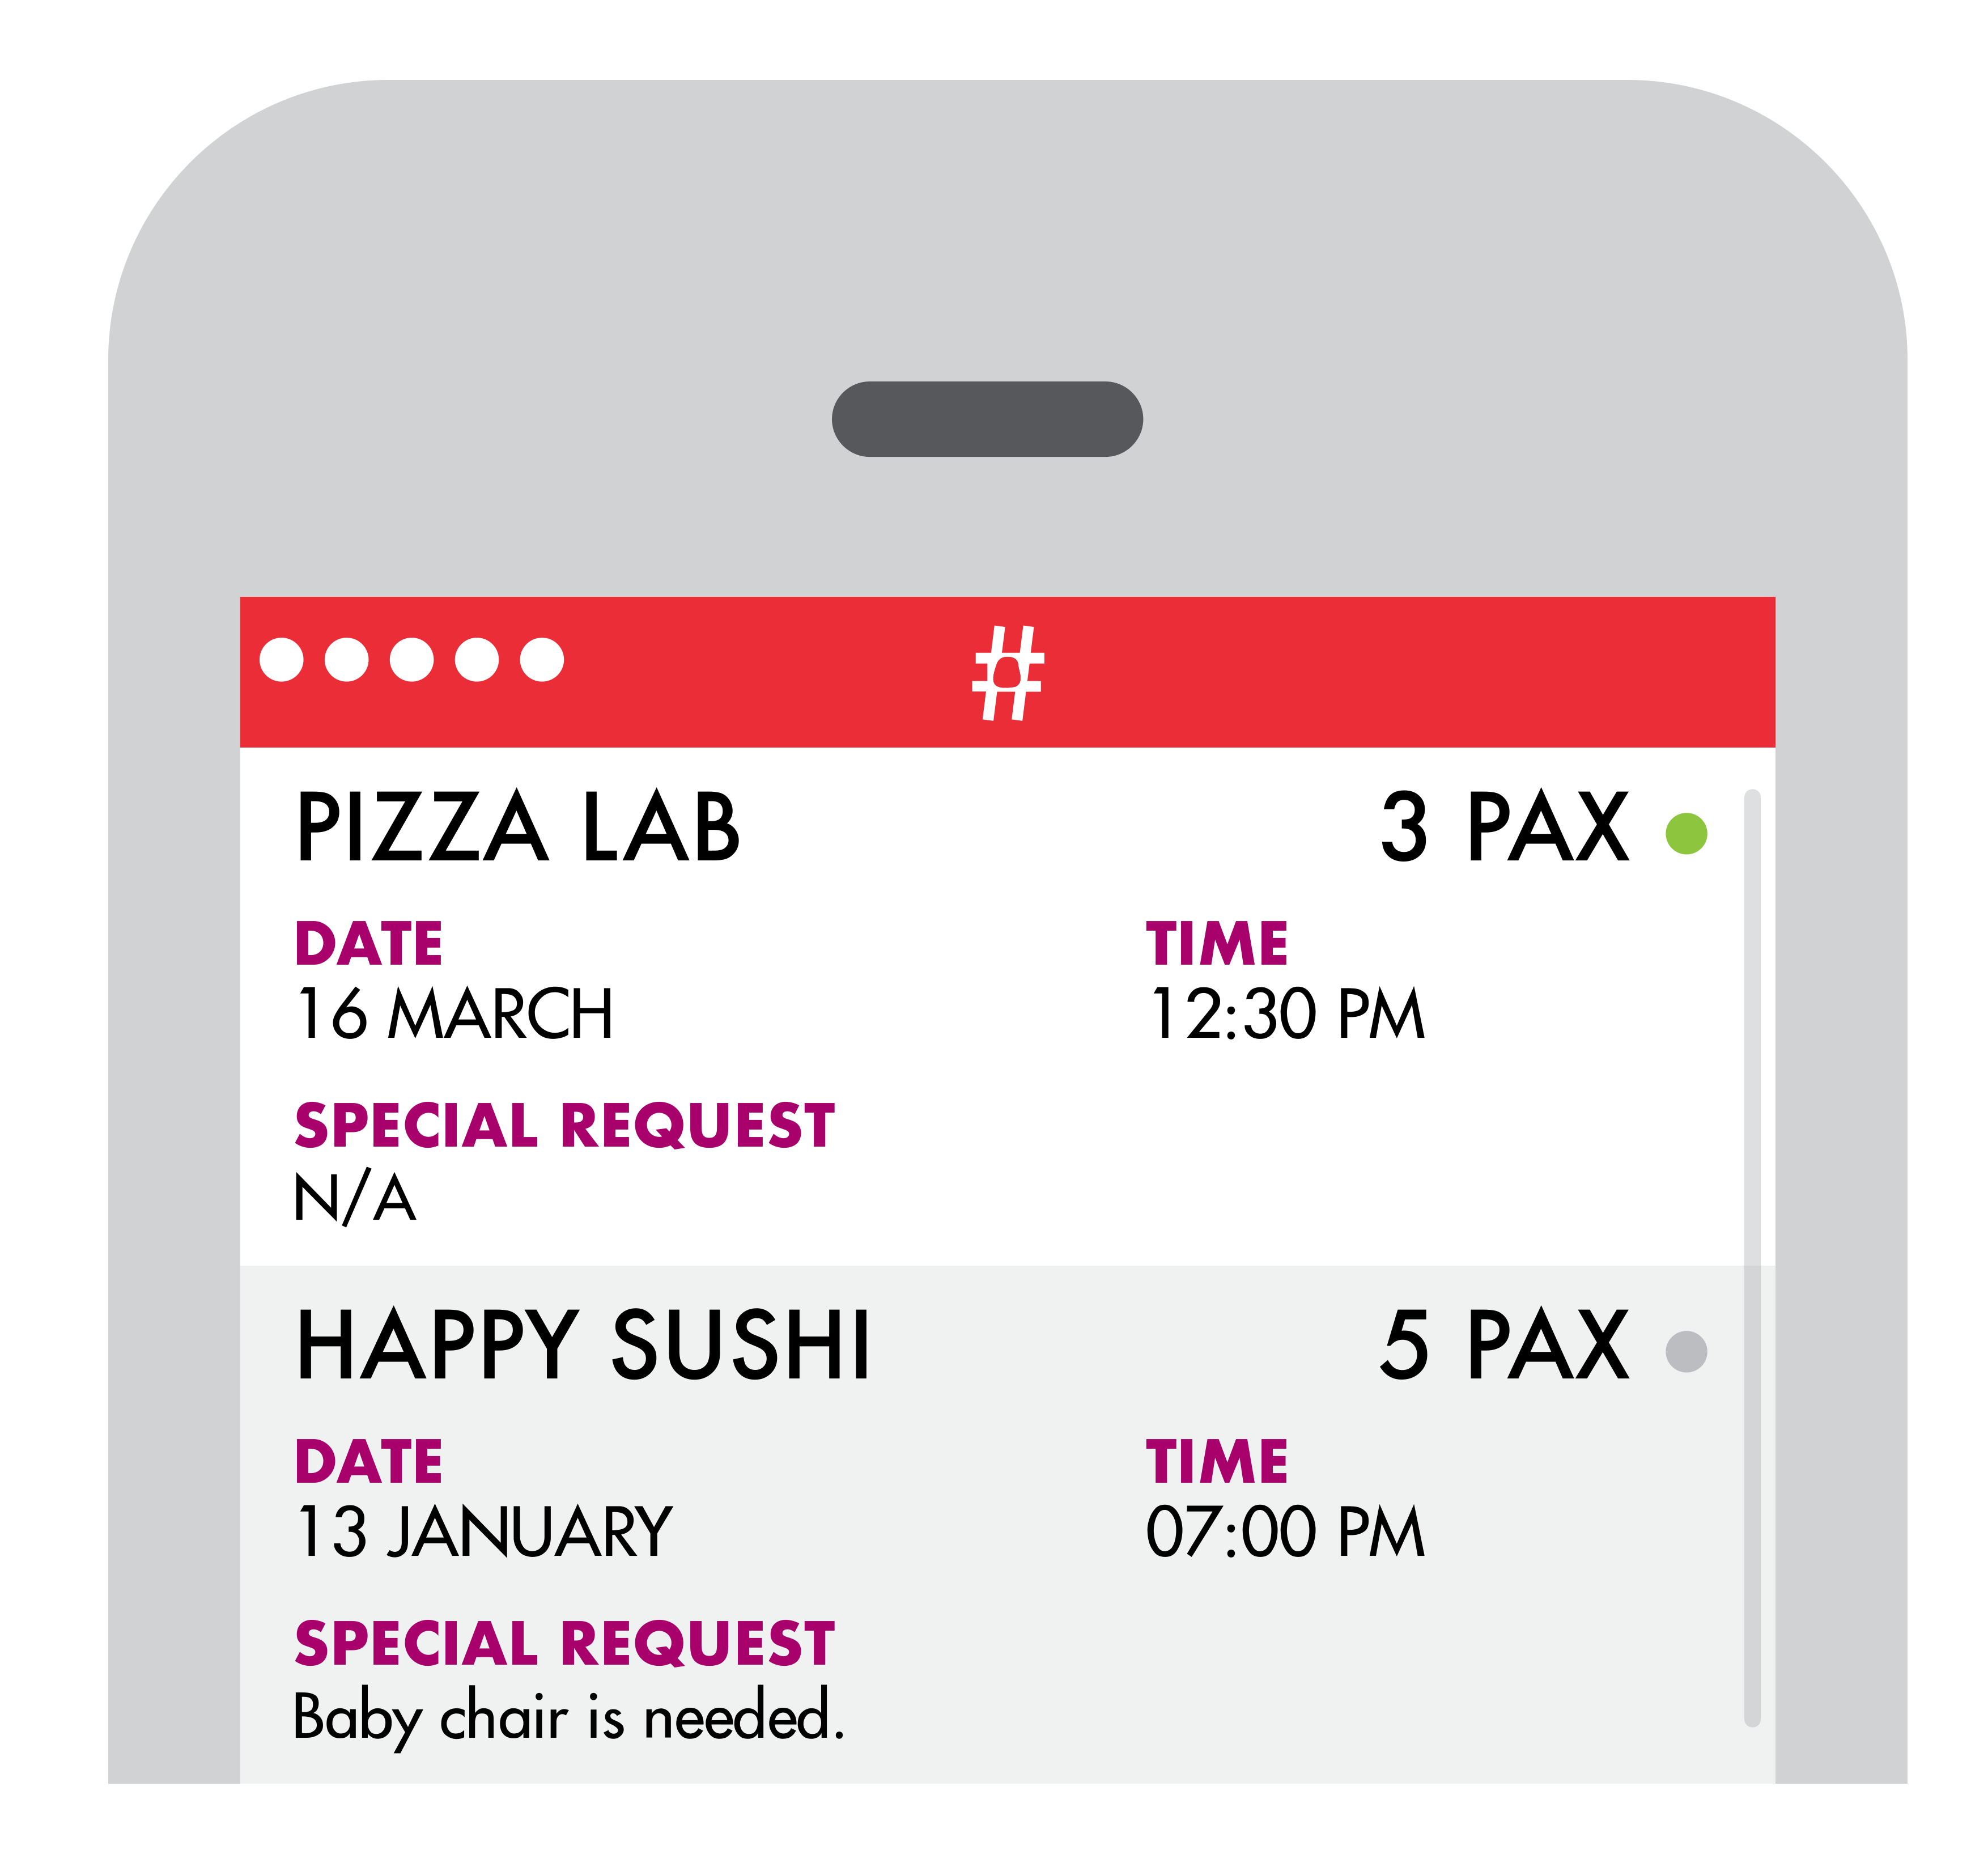 #
PIZZA LAB 3 PAX
DATE TIME
16 MARCH 12:30 PM
SPECIAL REQUEST
N/A
HAPPY SUSHI 5 PAX
DATE TIME
13 JANUARY 07:00 PM
SPECIAL REQUEST
Baby chair is needed.